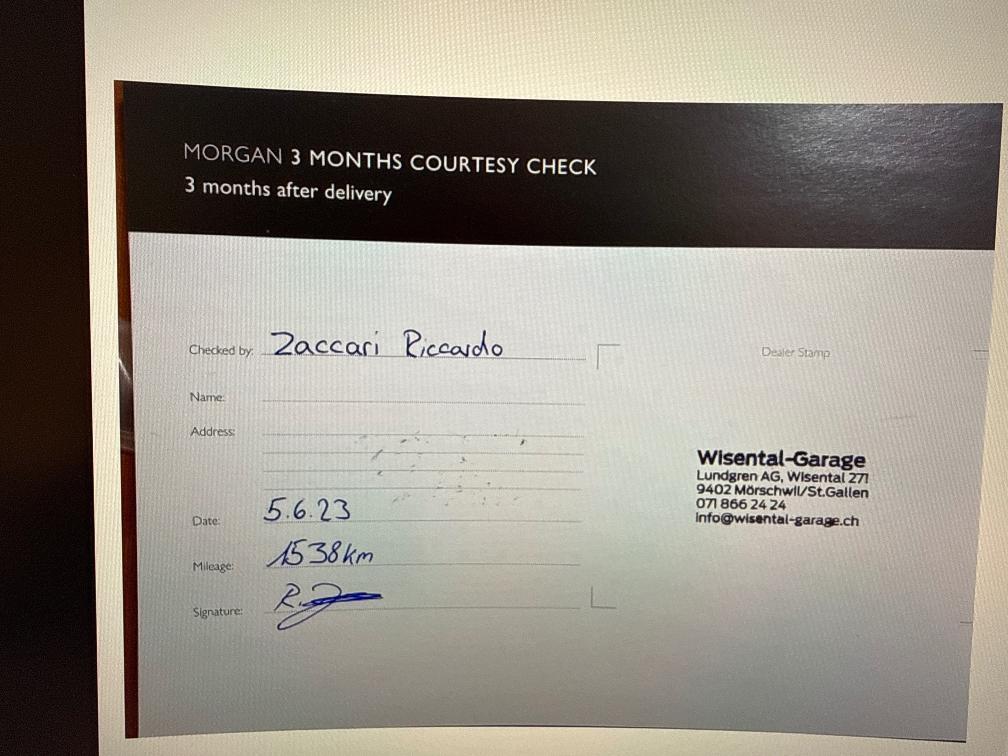 MORGAN 3 MONTHS COURTESY CHECK
3 months after delivery
Checked by: Zaccari Riccardo
Dealer Stamp
Name:
Address:
Wisental-Garage
Lundgren AG, Wisental 271
9402 Mörschwil/St.Gallen
071 866 24 24
info@wisental-garage.ch
Date: 5.6.23
Mileage: 1538km
Signature: